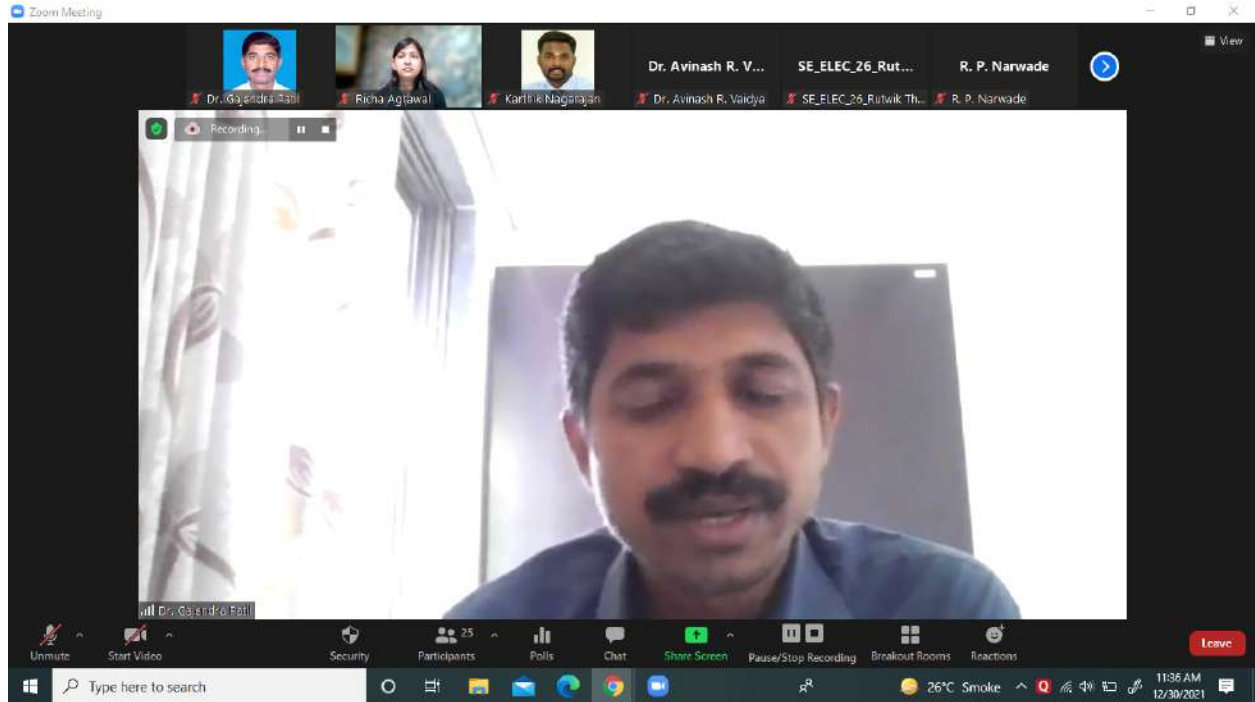 Zoom Meeting
View
Dr. Avinash R. V... SE_ELEC_26_Rut... R. P. Narwade
Dr. Gajendra Patil Richa Agrawal Karthik Nagarajan Dr. Avinash R. Vaidya SE_ELEC_26_Rutwik Th... R. P. Narwade
Recording...
Dr. Gajendra Patil
25
Unmute Start Video Security Participants Polls Chat Share Screen Pause/Stop Recording Breakout Rooms Reactions Leave
Type here to search 26°C Smoke 11:36 AM
12/30/2021